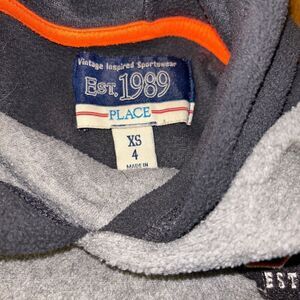 Vintage Inspired Sportswear
EST. 1989
PLACE
XS
4
MADE IN
EST